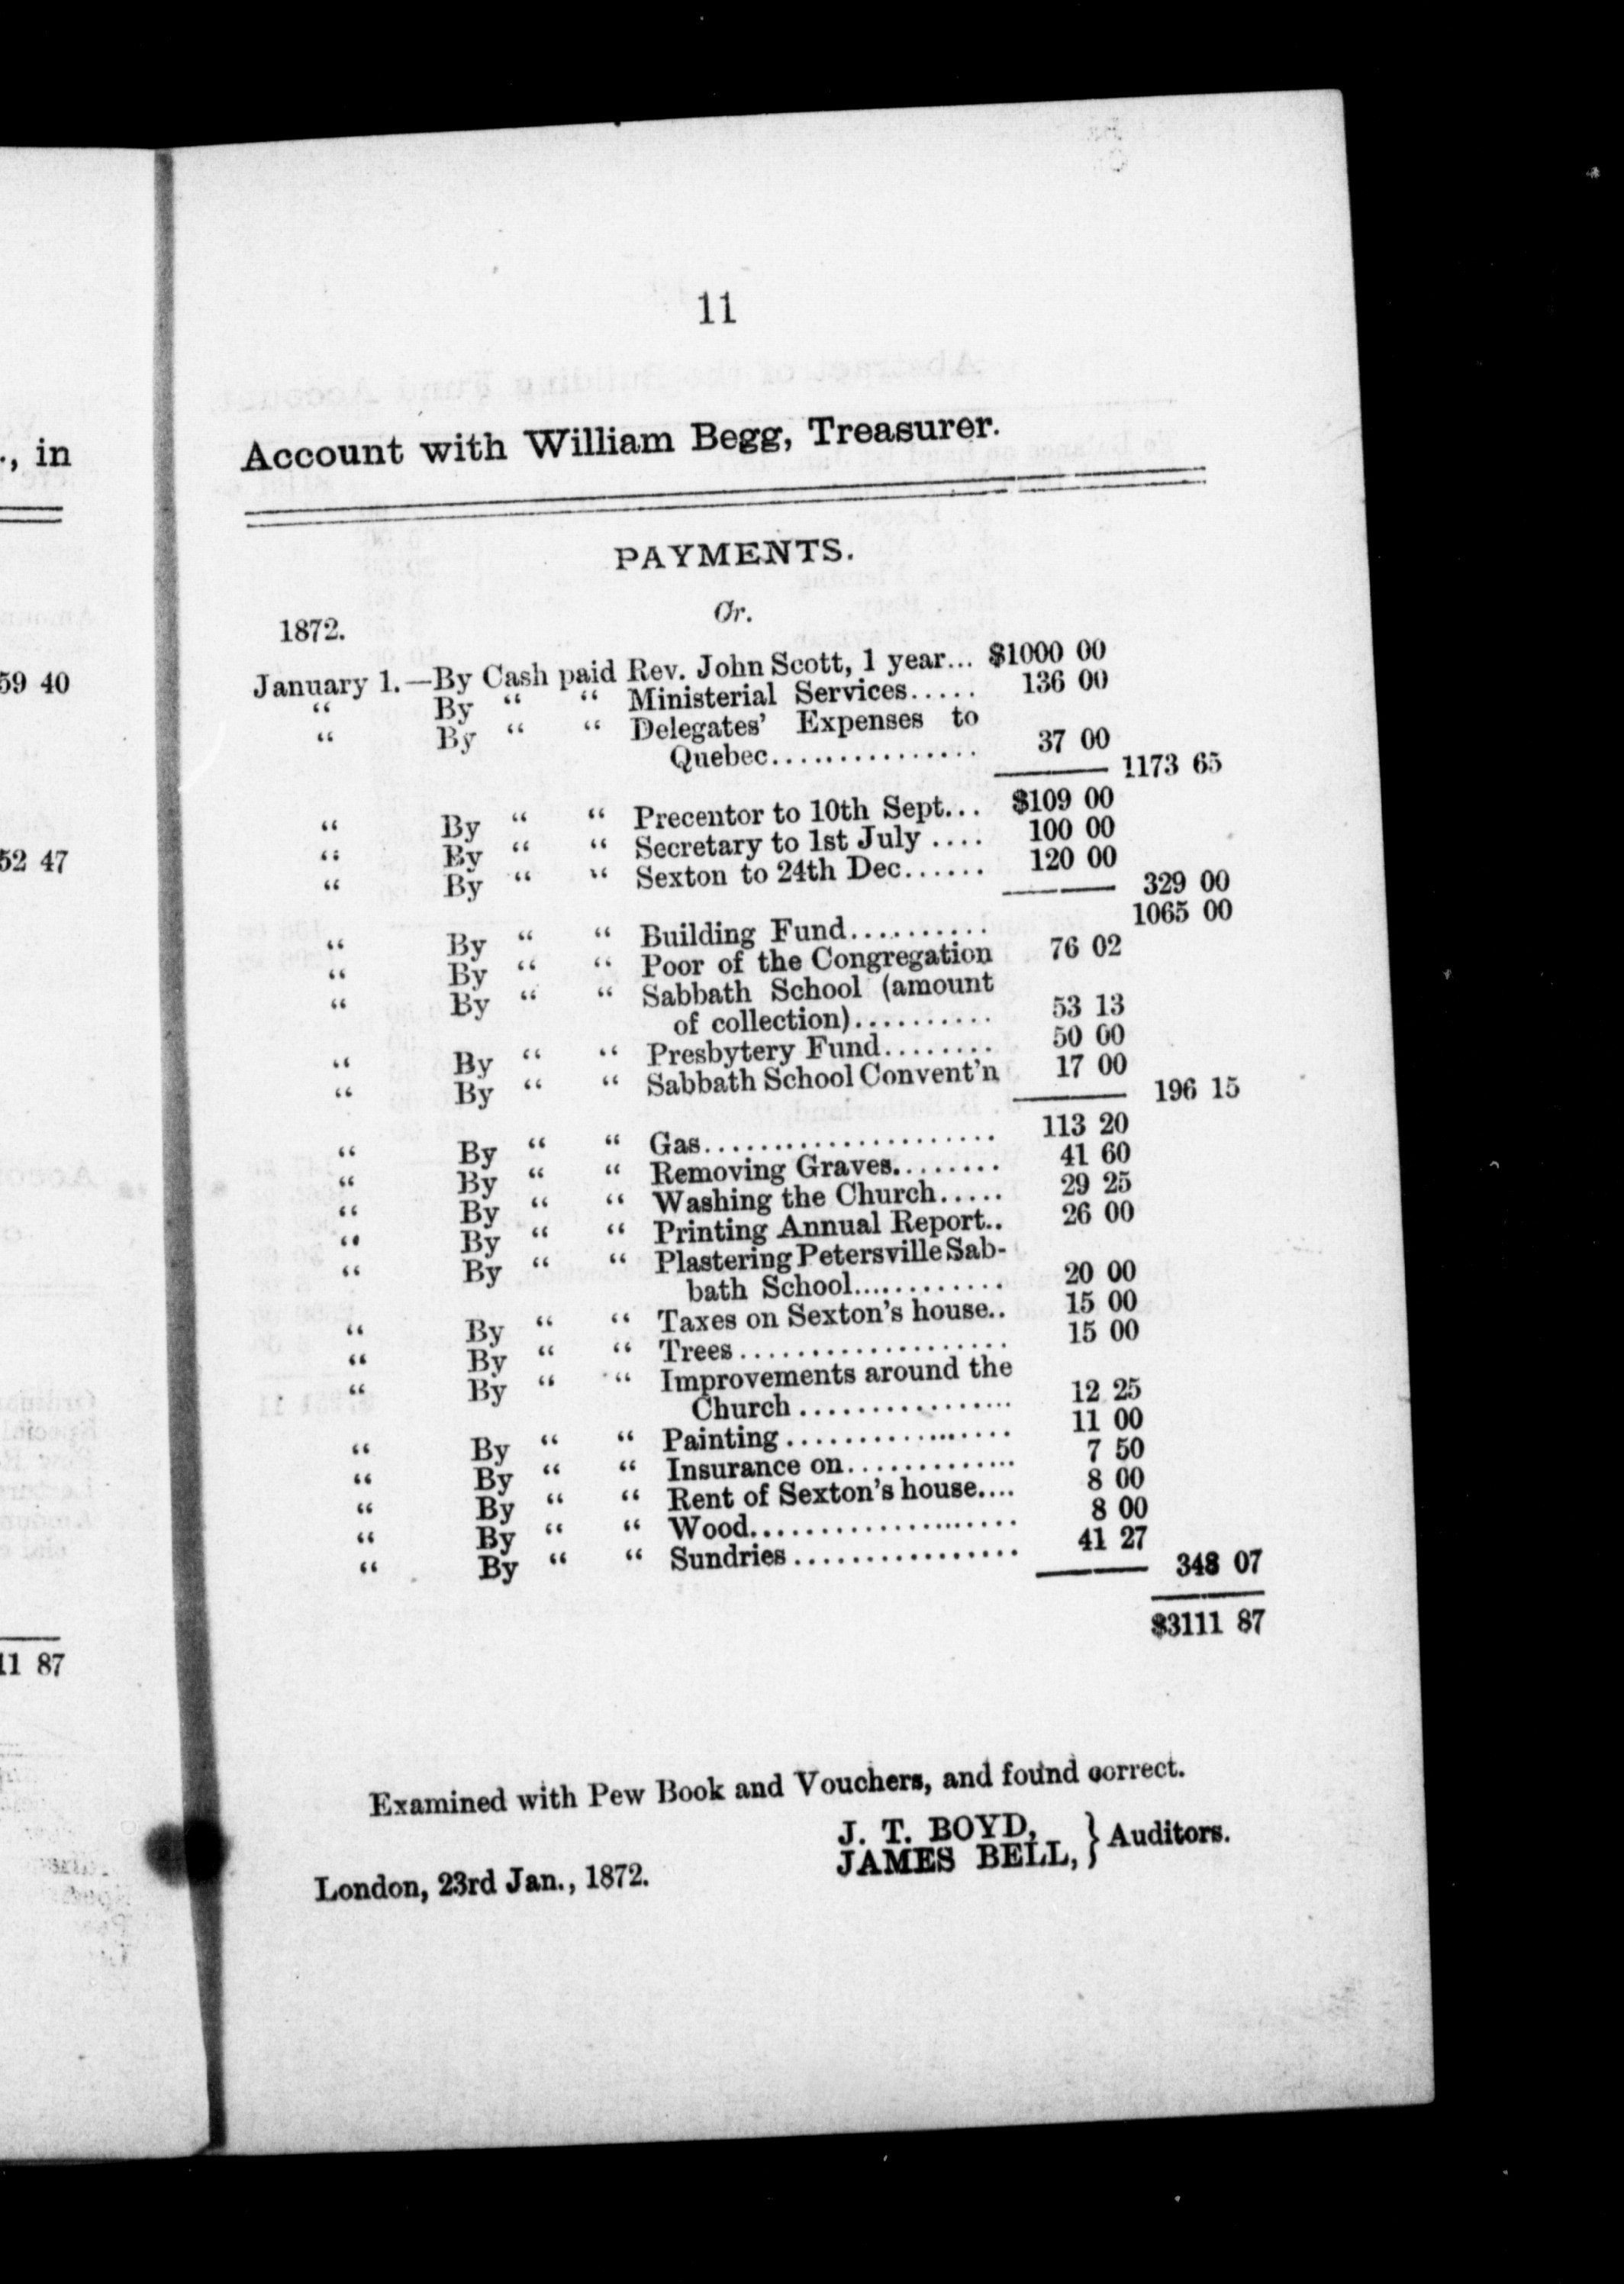 ., in
59 40
52 47
11 87
11
Account with William Begg, Treasurer.
PAYMENTS.
1872. Cr.
January 1.—By Cash paid Rev. John Scott, 1 year... $1000 00
“ By “ “ Ministerial Services..... 136 00
“ By “ “ Delegates' Expenses to
Quebec............... 37 00
1173 65
“ By “ “ Precentor to 10th Sept... $109 00
“ By “ “ Secretary to 1st July .... 100 00
“ By “ “ Sexton to 24th Dec...... 120 00
329 00
“ By “ “ Building Fund.......... 1065 00
“ By “ “ Poor of the Congregation 76 02
“ By “ “ Sabbath School (amount
of collection).......... 53 13
“ By “ “ Presbytery Fund........ 50 00
“ By “ “ Sabbath School Convent'n 17 00
196 15
“ By “ “ Gas..................... 113 20
“ By “ “ Removing Graves........ 41 60
“ By “ “ Washing the Church..... 29 25
“ By “ “ Printing Annual Report.. 26 00
“ By “ “ Plastering Petersville Sab-
bath School............ 20 00
“ By “ “ Taxes on Sexton's house.. 15 00
“ By “ “ Trees................... 15 00
“ By “ “ Improvements around the
Church................ 12 25
“ By “ “ Painting................ 11 00
“ By “ “ Insurance on............ 7 50
“ By “ “ Rent of Sexton's house.... 8 00
“ By “ “ Wood................... 8 00
“ By “ “ Sundries................ 41 27
348 07
$3111 87
Examined with Pew Book and Vouchers, and found correct.
J. T. BOYD,
JAMES BELL, } Auditors.
London, 23rd Jan., 1872.